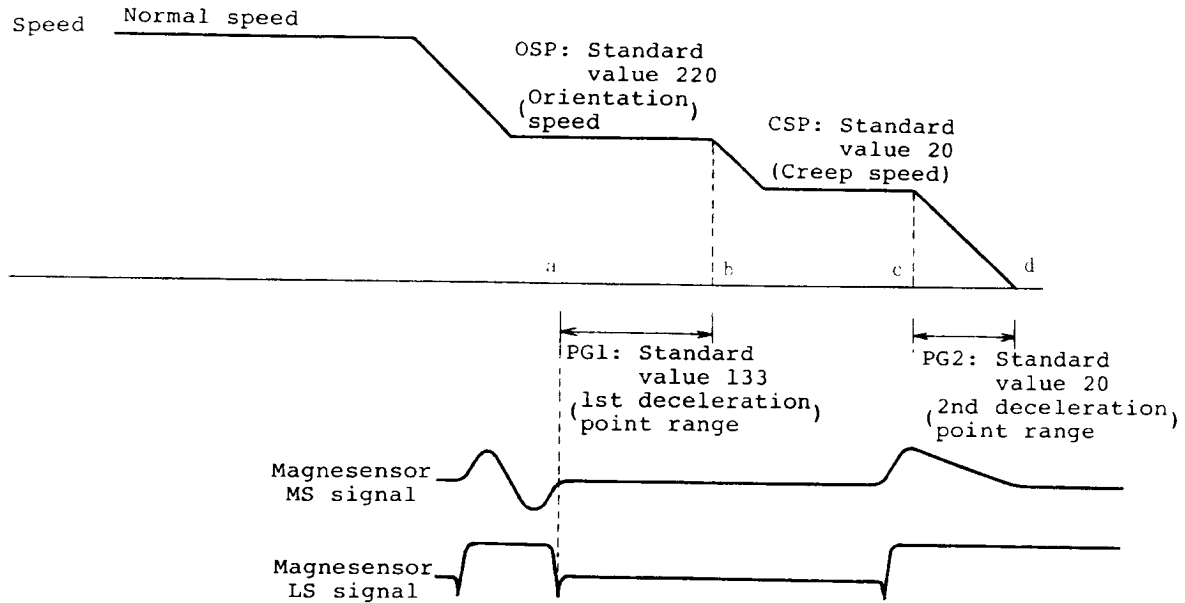 Speed
Normal speed
OSP: Standard
value 220
(Orientation)
speed
CSP: Standard
value 20
(Creep speed)
a
b
c
d
PG1: Standard
value 133
(1st deceleration)
point range
PG2: Standard
value 20
(2nd deceleration)
point range
Magnesensor
MS signal
Magnesensor
LS signal